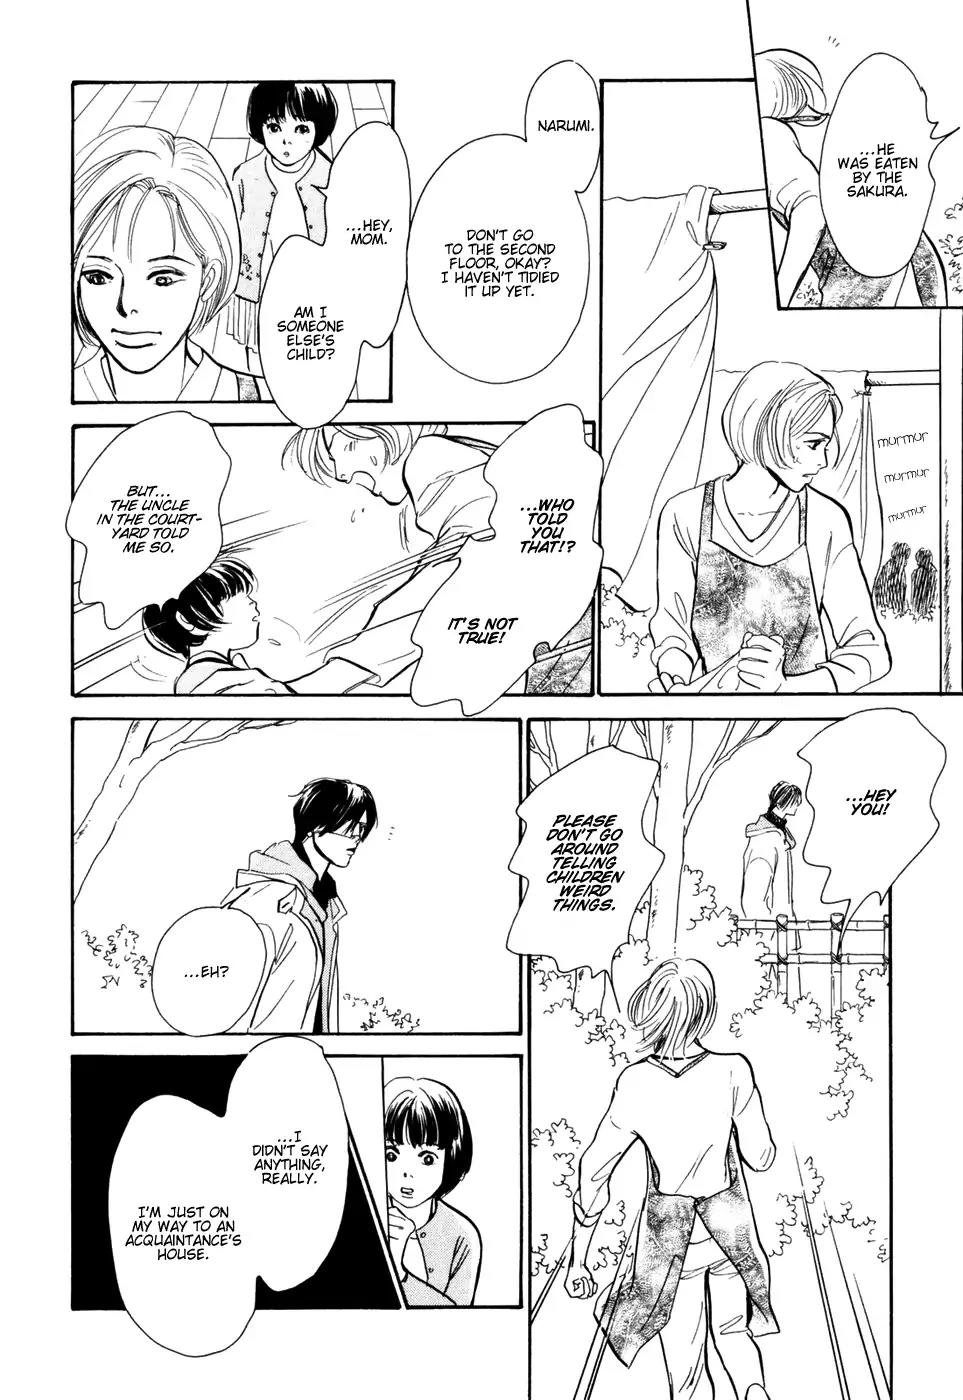 ...HE
WAS EATEN
BY THE
SAKURA.
murmur
murmur
murmur
NARUMI.
DON'T GO
TO THE SECOND
FLOOR, OKAY?
I HAVEN'T TIDIED
IT UP YET.
...HEY,
MOM.
AM I
SOMEONE
ELSE'S
CHILD?
...WHO
TOLD
YOU
THAT!?
IT'S NOT
TRUE!
BUT...
THE UNCLE
IN THE COURT-
YARD TOLD
ME SO.
...HEY
YOU!
PLEASE
DON'T GO
AROUND
TELLING
CHILDREN
WEIRD
THINGS.
...EH?
...I
DIDN'T SAY
ANYTHING,
REALLY.
I'M JUST ON
MY WAY TO AN
ACQUAINTANCE'S
HOUSE.